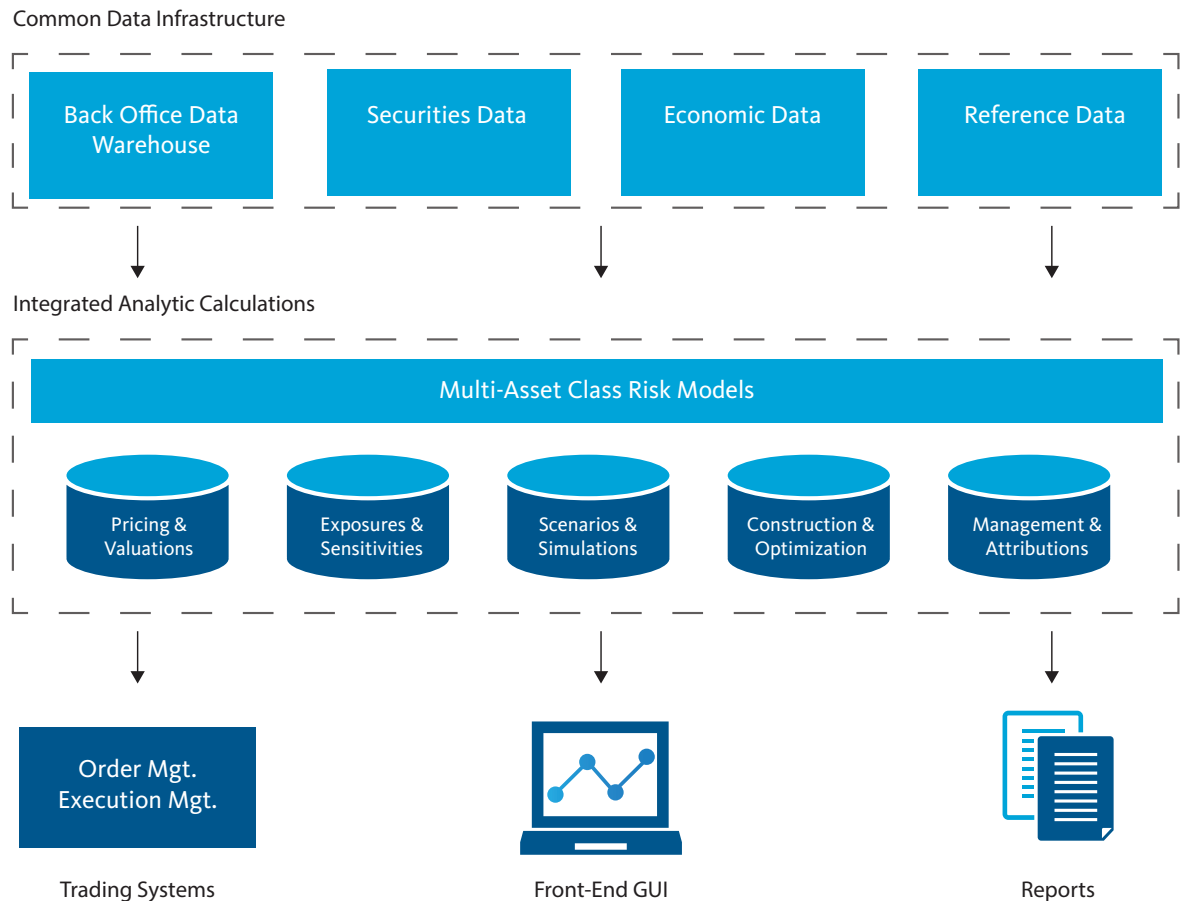 Common Data Infrastructure
Back Office Data
Warehouse
Securities Data
Economic Data
Reference Data
Integrated Analytic Calculations
Multi-Asset Class Risk Models
Pricing &
Valuations
Exposures &
Sensitivities
Scenarios &
Simulations
Construction &
Optimization
Management &
Attributions
Order Mgt.
Execution Mgt.
Trading Systems
Front-End GUI
Reports